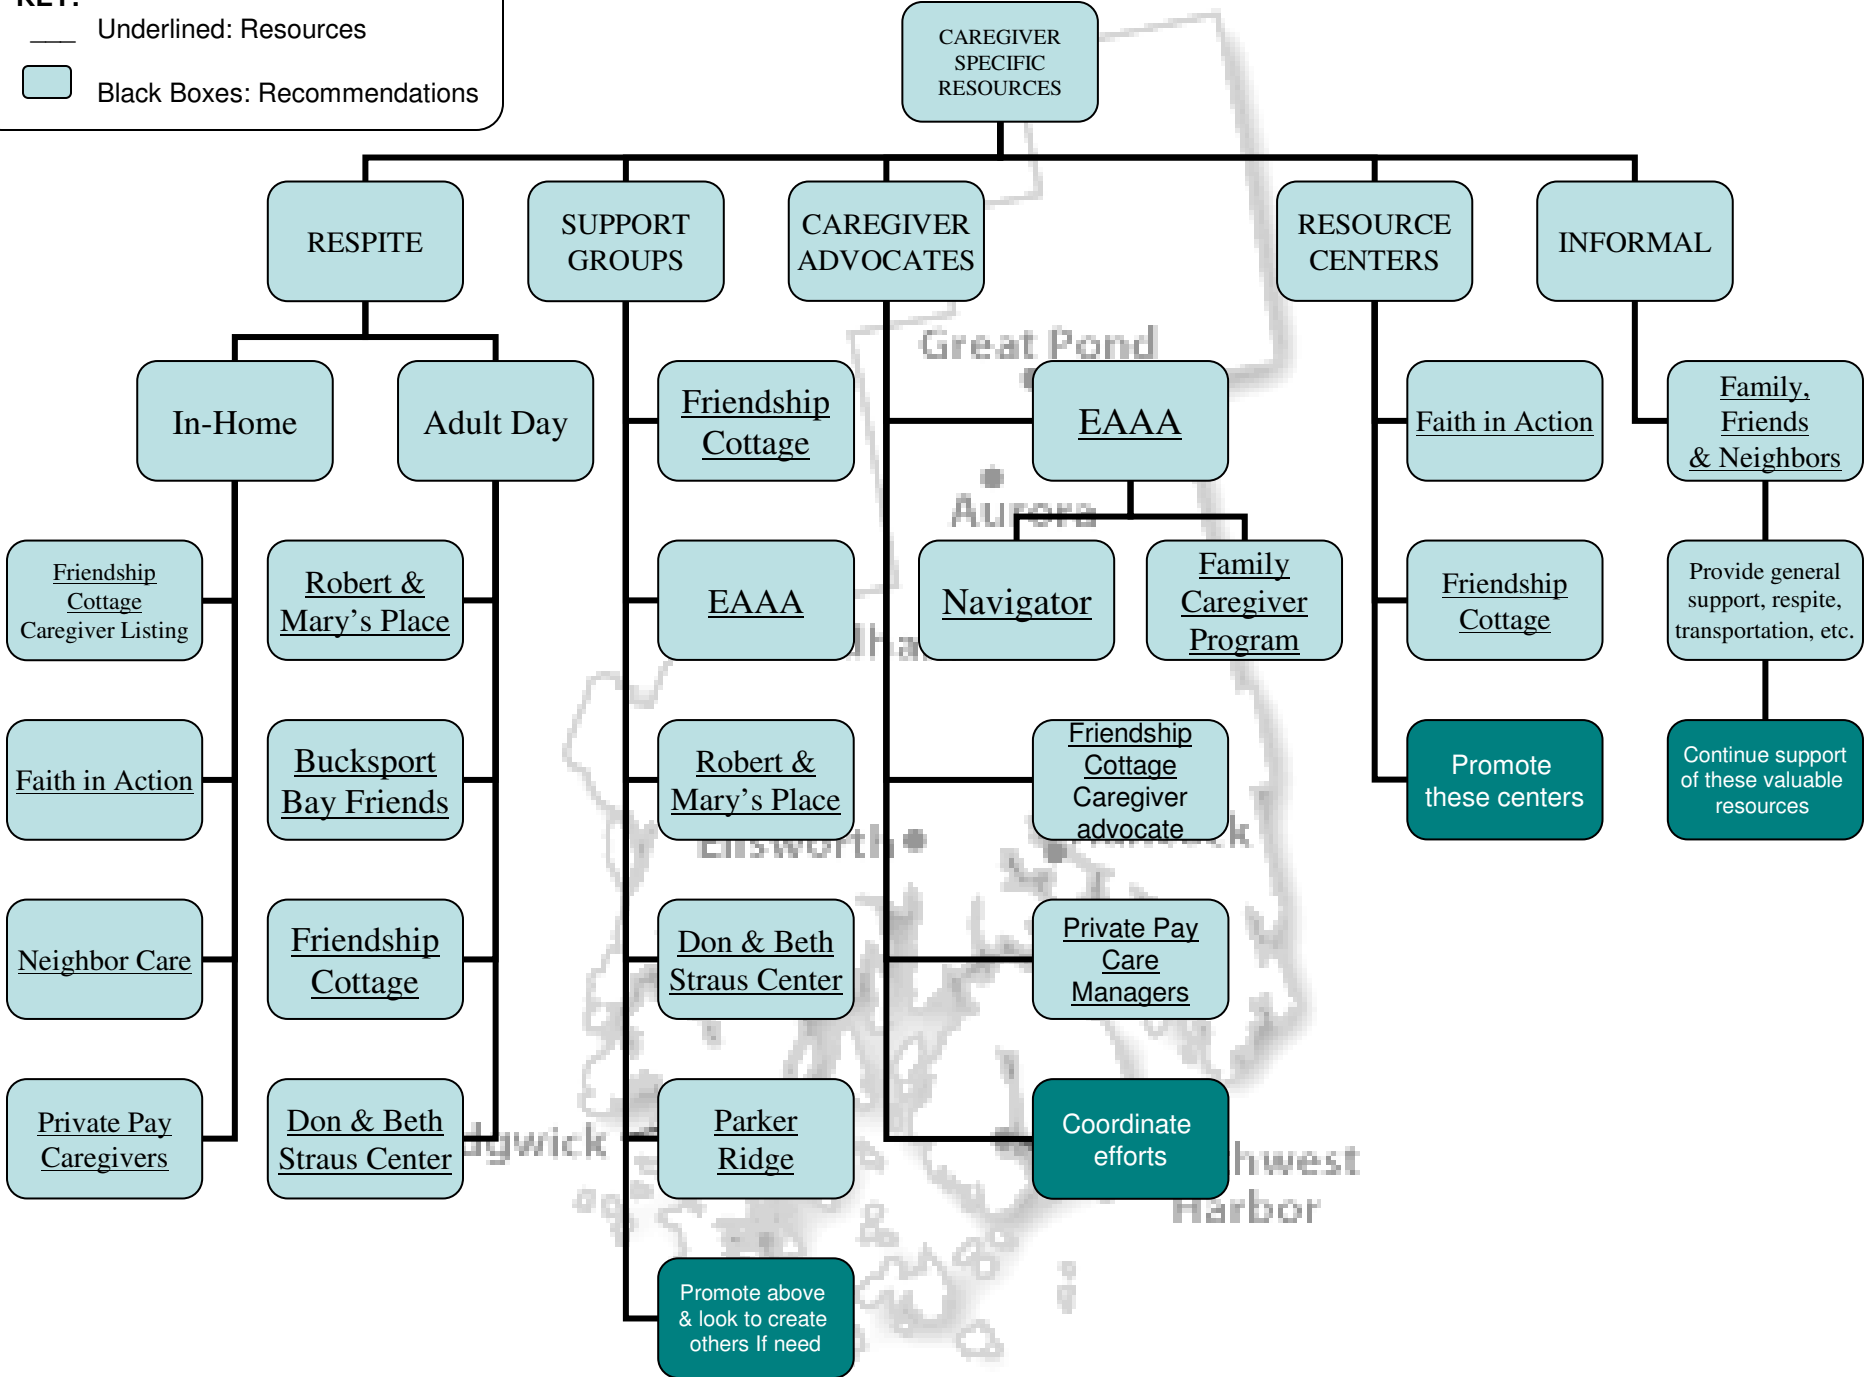 KEY:
___ Underlined: Resources
Black Boxes: Recommendations
CAREGIVER
SPECIFIC
RESOURCES
RESPITE
SUPPORT
GROUPS
CAREGIVER
ADVOCATES
RESOURCE
CENTERS
INFORMAL
Great Pond
In-Home
Adult Day
Friendship
Cottage
EAAA
Faith in Action
Family,
Friends
& Neighbors
Aurora
Friendship
Cottage
Caregiver Listing
Robert &
Mary's Place
EAAA
Navigator
Family
Caregiver
Program
Friendship
Cottage
Provide general
support, respite,
transportation, etc.
Faith in Action
Bucksport
Bay Friends
Robert &
Mary's Place
Friendship
Cottage
Caregiver
advocate
Promote
these centers
Continue support
of these valuable
resources
Ellsworth
Neighbor Care
Friendship
Cottage
Don & Beth
Straus Center
Private Pay
Care
Managers
Private Pay
Caregivers
Don & Beth
Straus Center
dgwick
Parker
Ridge
Coordinate
efforts
hwest
Harbor
Promote above
& look to create
others If need